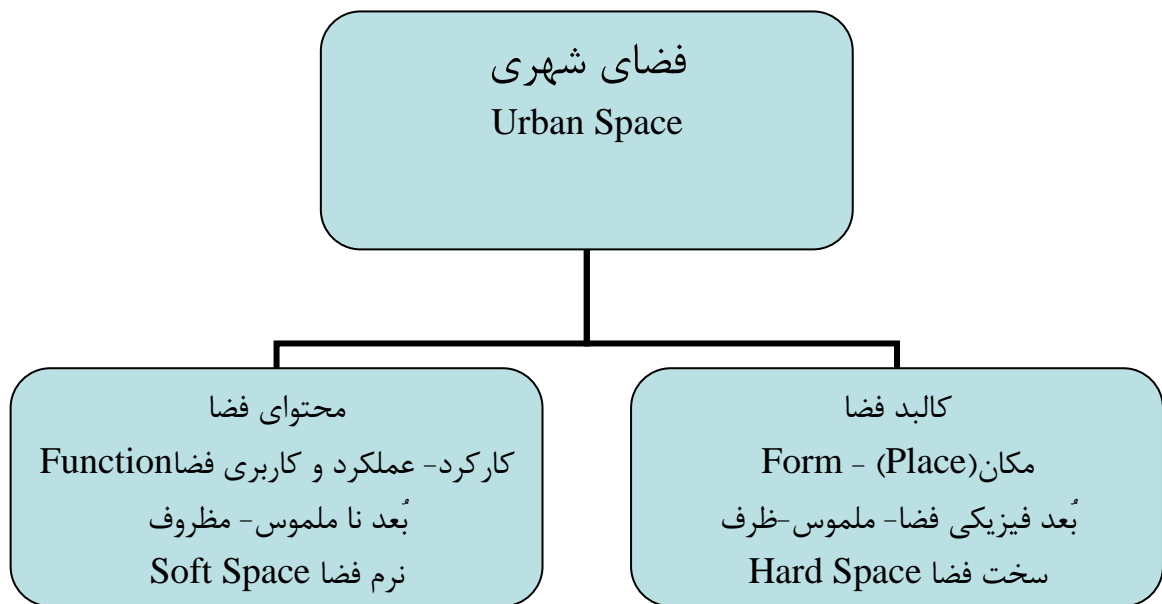 فضای شهری
Urban Space
کالبد فضا
مکان(Place) - Form
بُعد فیزیکی فضا- ملموس-ظرف
سخت فضا Hard Space
محتوای فضا
کارکرد- عملکرد و کاربری فضاFunction
بُعد نا ملموس- مظروف
نرم فضا Soft Space